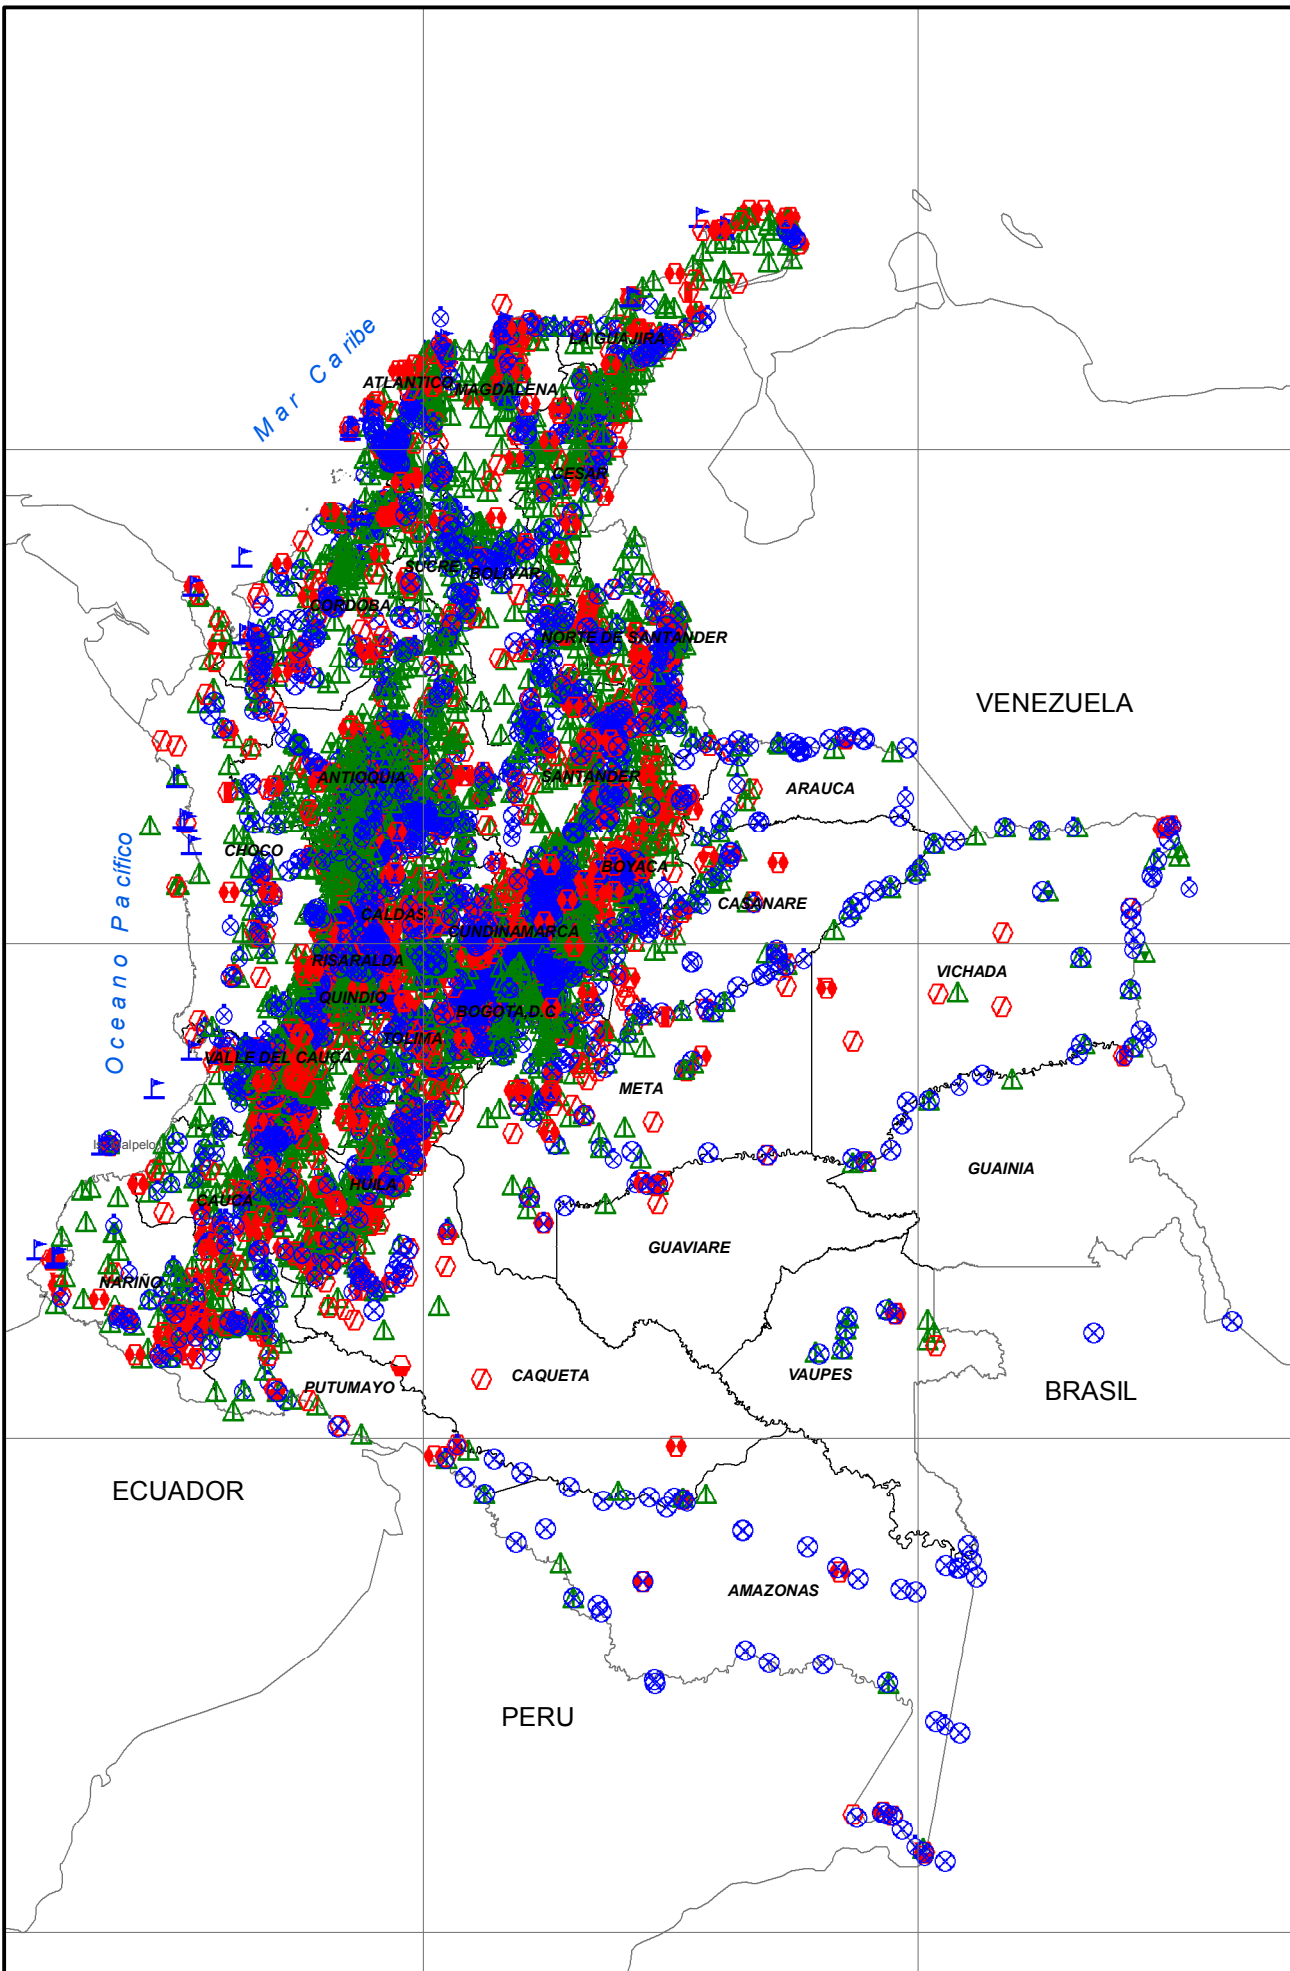 Mar Caribe
LA GUAJIRA
ATLANTICO
MAGDALENA
CESAR
SUCRE
BOLIVAR
CORDOBA
NORTE DE SANTANDER
VENEZUELA
ANTIOQUIA
SANTANDER
ARAUCA
Oceano Pacífico
CHOCO
BOYACA
CASANARE
CALDAS
CUNDINAMARCA
RISARALDA
VICHADA
QUINDIO
BOGOTA D.C
TOLIMA
VALLE DEL CAUCA
META
GUAINIA
HUILA
CAUCA
GUAVIARE
NARIÑO
VAUPES
CAQUETA
PUTUMAYO
BRASIL
ECUADOR
AMAZONAS
PERU